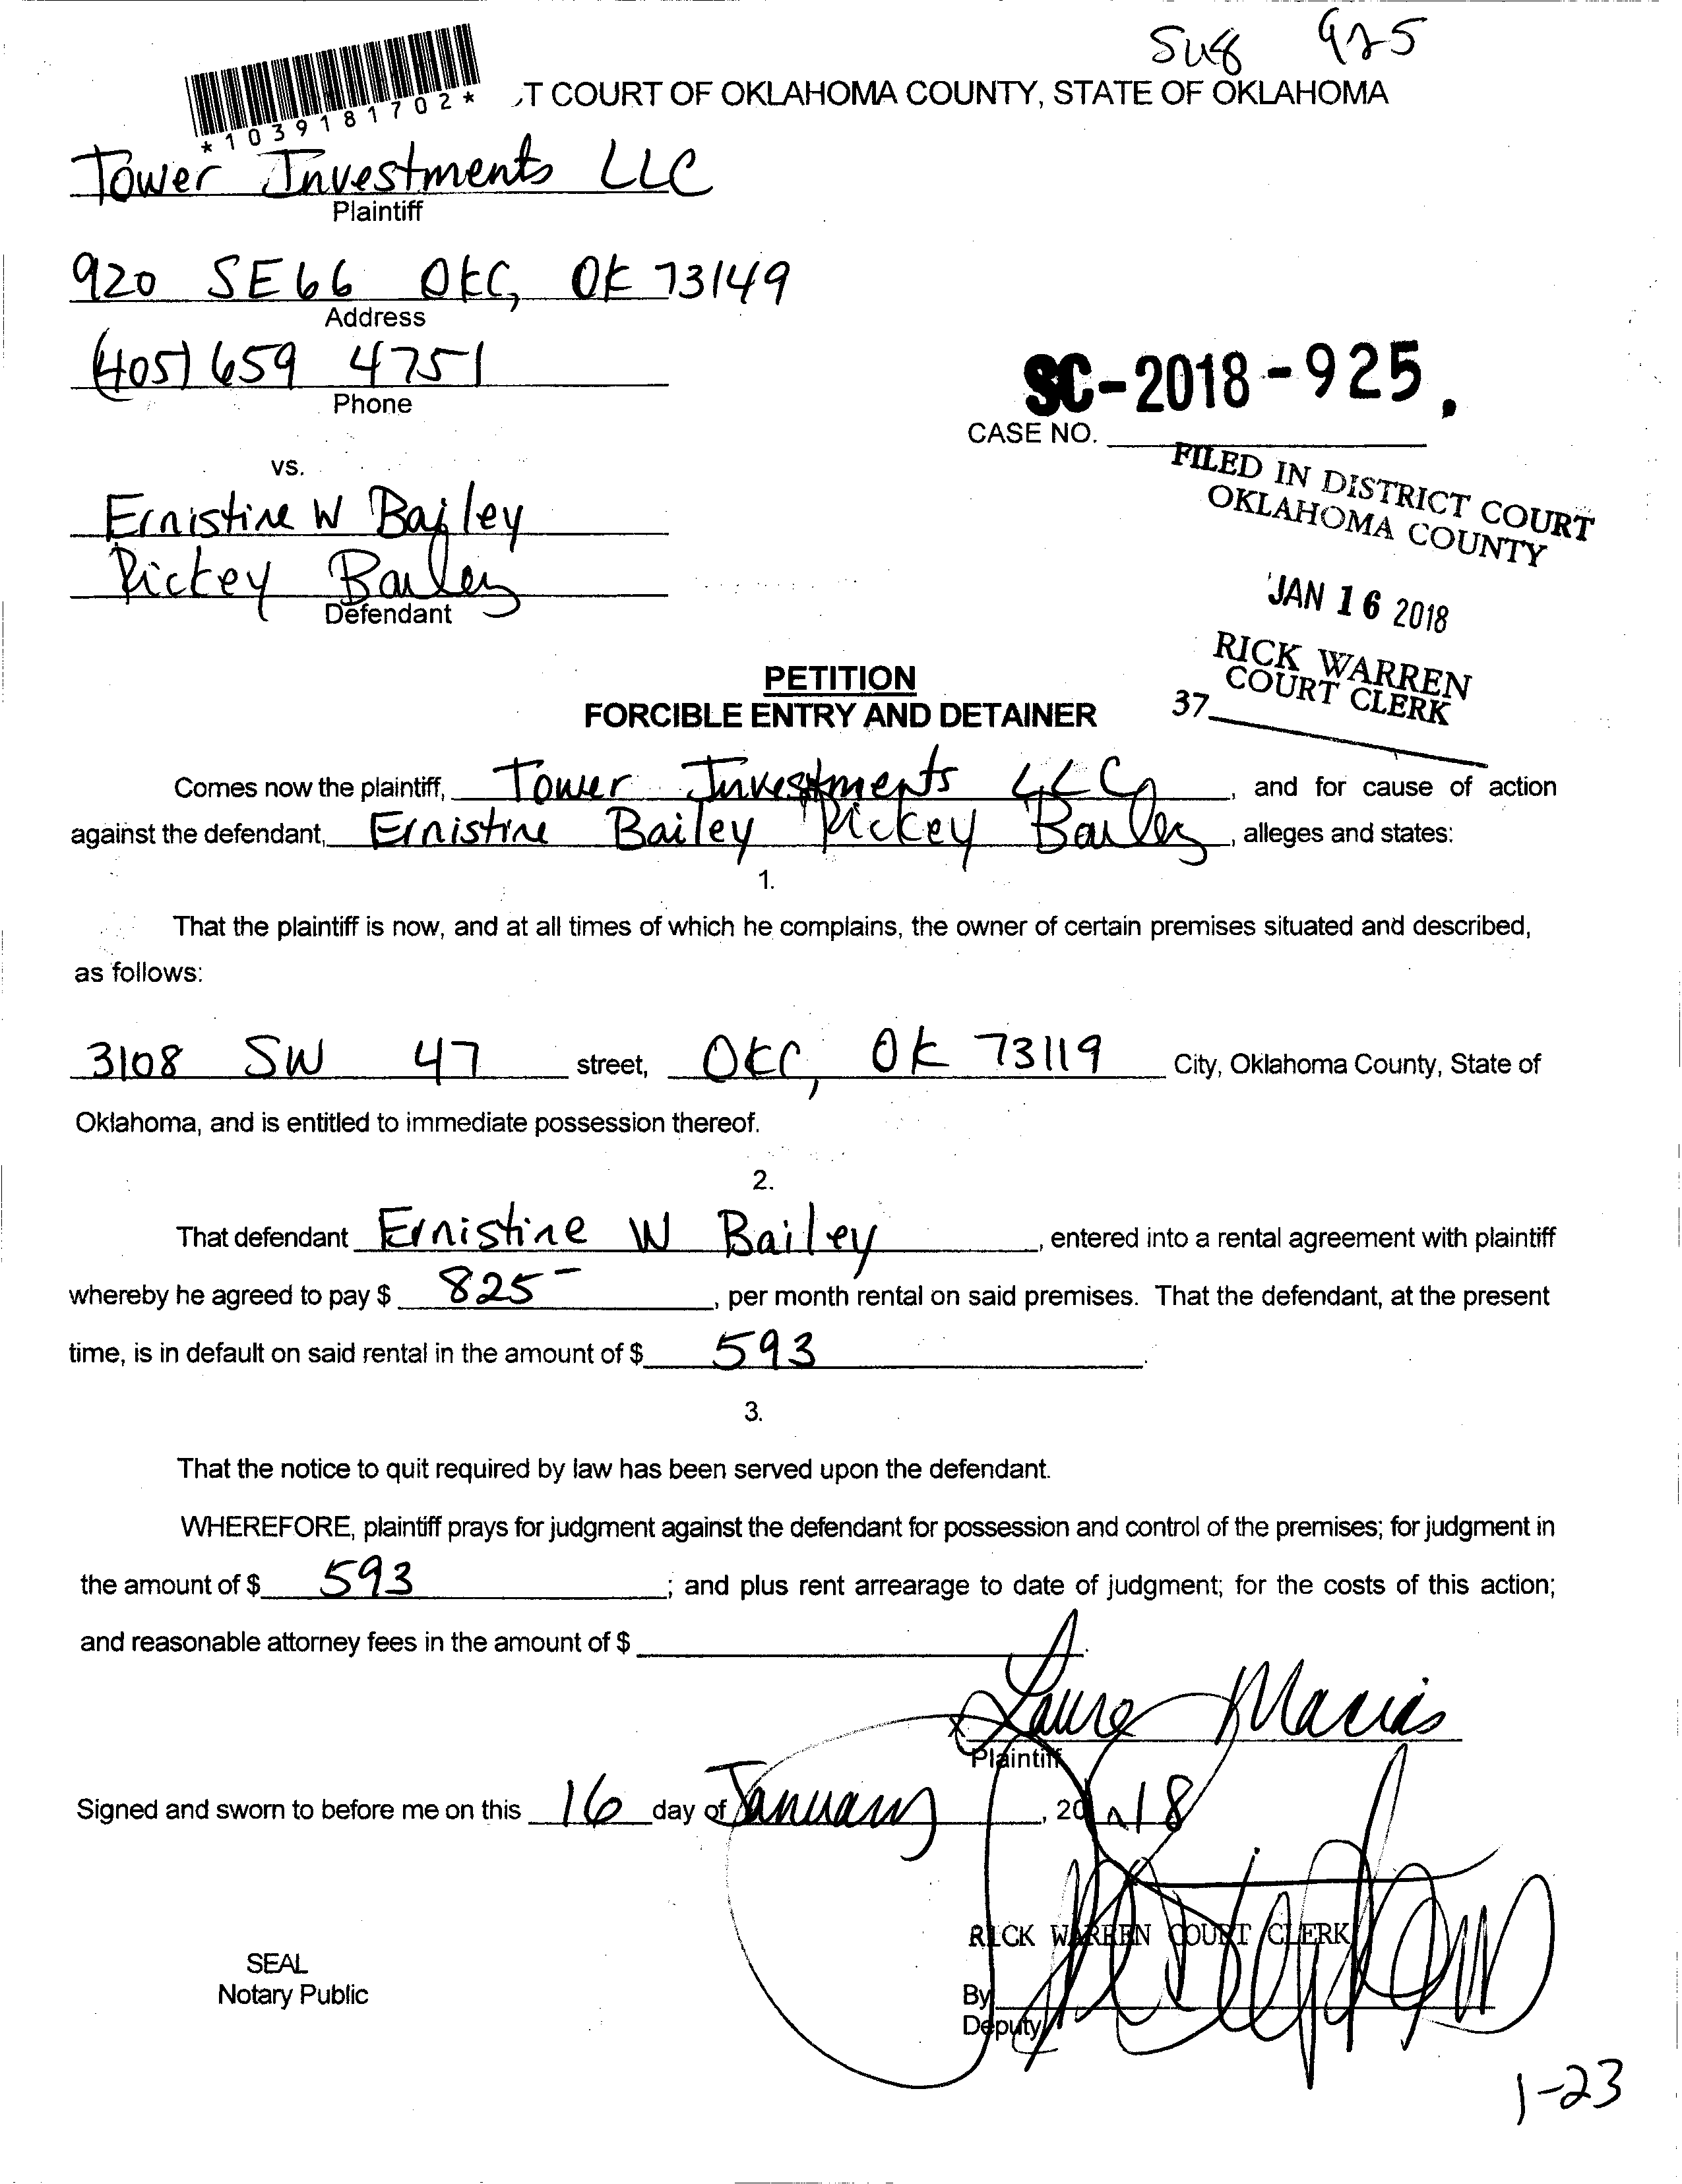 SUB 925
*1039181702*
T COURT OF OKLAHOMA COUNTY, STATE OF OKLAHOMA
Tower Investments LLC
Plaintiff
920 SE 66 OKC, OK 73149
Address
(405) 659 4751
Phone
SC-2018-925
CASE NO.
vs.
FILED IN DISTRICT COURT
OKLAHOMA COUNTY
Ernistine W Bailey
Rickey Bailey
Defendant
JAN 16 2018
RICK WARREN
COURT CLERK
37
PETITION
FORCIBLE ENTRY AND DETAINER
Comes now the plaintiff, Tower Investments LLC, and for cause of action
against the defendant, Ernistine Bailey Rickey Bailey, alleges and states:
1.
That the plaintiff is now, and at all times of which he complains, the owner of certain premises situated and described,
as follows:
3108 SW 47 street, OKC, OK 73119 City, Oklahoma County, State of
Oklahoma, and is entitled to immediate possession thereof.
2.
That defendant Ernistine W Bailey, entered into a rental agreement with plaintiff
whereby he agreed to pay $ 825-, per month rental on said premises. That the defendant, at the present
time, is in default on said rental in the amount of $ 593.
3.
That the notice to quit required by law has been served upon the defendant.
WHEREFORE, plaintiff prays for judgment against the defendant for possession and control of the premises; for judgment in
the amount of $ 593; and plus rent arrearage to date of judgment; for the costs of this action;
and reasonable attorney fees in the amount of $
x Laura Macias
Plaintiff
Signed and sworn to before me on this 16 day of January, 2018
RICK WARREN COURT CLERK
SEAL
Notary Public
By
Deputy
1-23